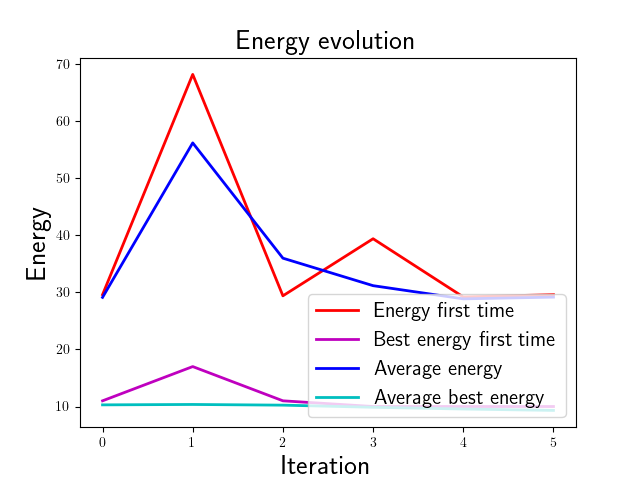 Energy evolution
Energy
70
60
50
40
30
20
10
Energy first time
Best energy first time
Average energy
Average best energy
0 1 2 3 4 5
Iteration